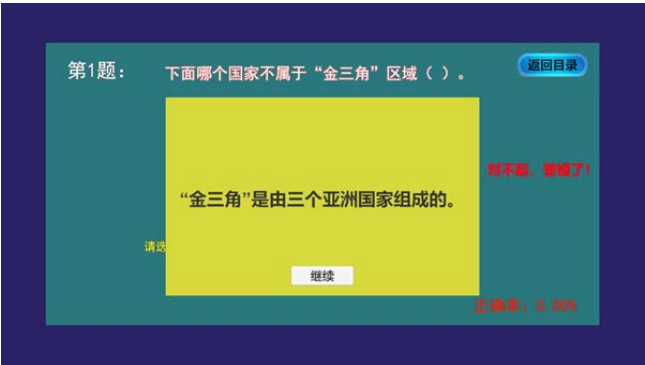 第1题：
下面哪个国家不属于“金三角”区域（ ）。
返回目录
对不起，答错了!
“金三角”是由三个亚洲国家组成的。
请选
继续
正确率：0.00%